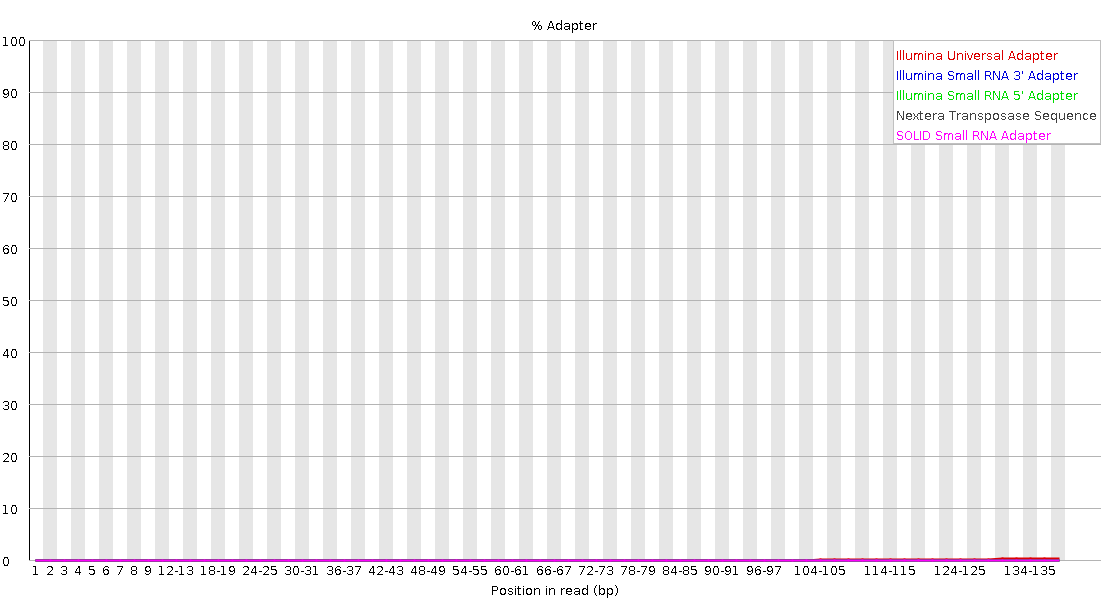 % Adapter
100
90
80
70
60
50
40
30
20
10
0
Illumina Universal Adapter
Illumina Small RNA 3' Adapter
Illumina Small RNA 5' Adapter
Nextera Transposase Sequence
SOLID Small RNA Adapter
1 2 3 4 5 6 7 8 9 12-13 18-19 24-25 30-31 36-37 42-43 48-49 54-55 60-61 66-67 72-73 78-79 84-85 90-91 96-97 104-105 114-115 124-125 134-135
Position in read (bp)